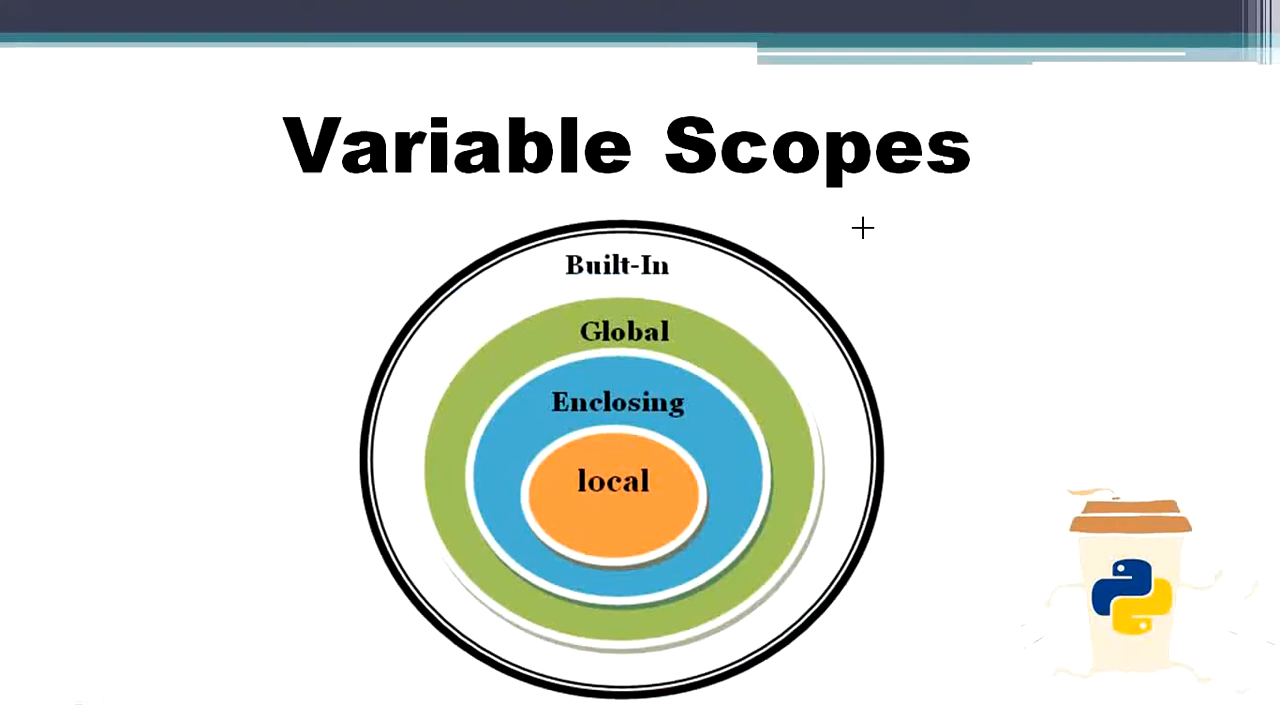 Variable Scopes
Built-In
Global
Enclosing
local